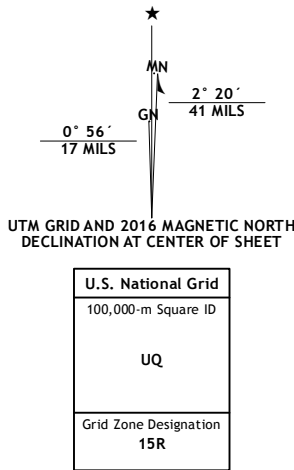 MN
GN
2° 20´
41 MILS
0° 56´
17 MILS
UTM GRID AND 2016 MAGNETIC NORTH
DECLINATION AT CENTER OF SHEET
U.S. National Grid
100,000-m Square ID
UQ
Grid Zone Designation
15R